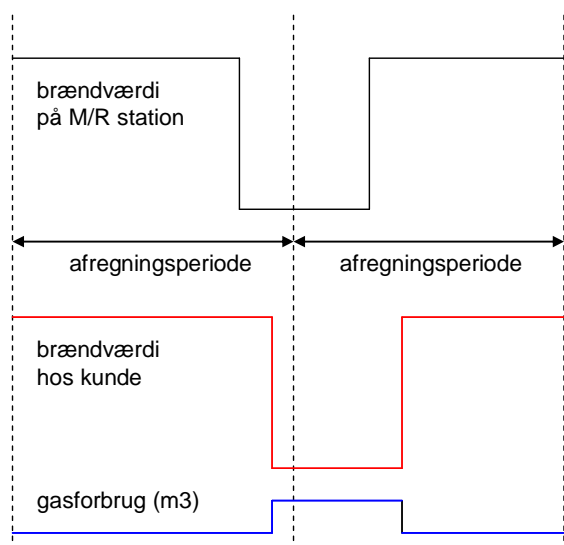 brændværdi
på M/R station
afregningsperiode
afregningsperiode
brændværdi
hos kunde
gasforbrug (m3)